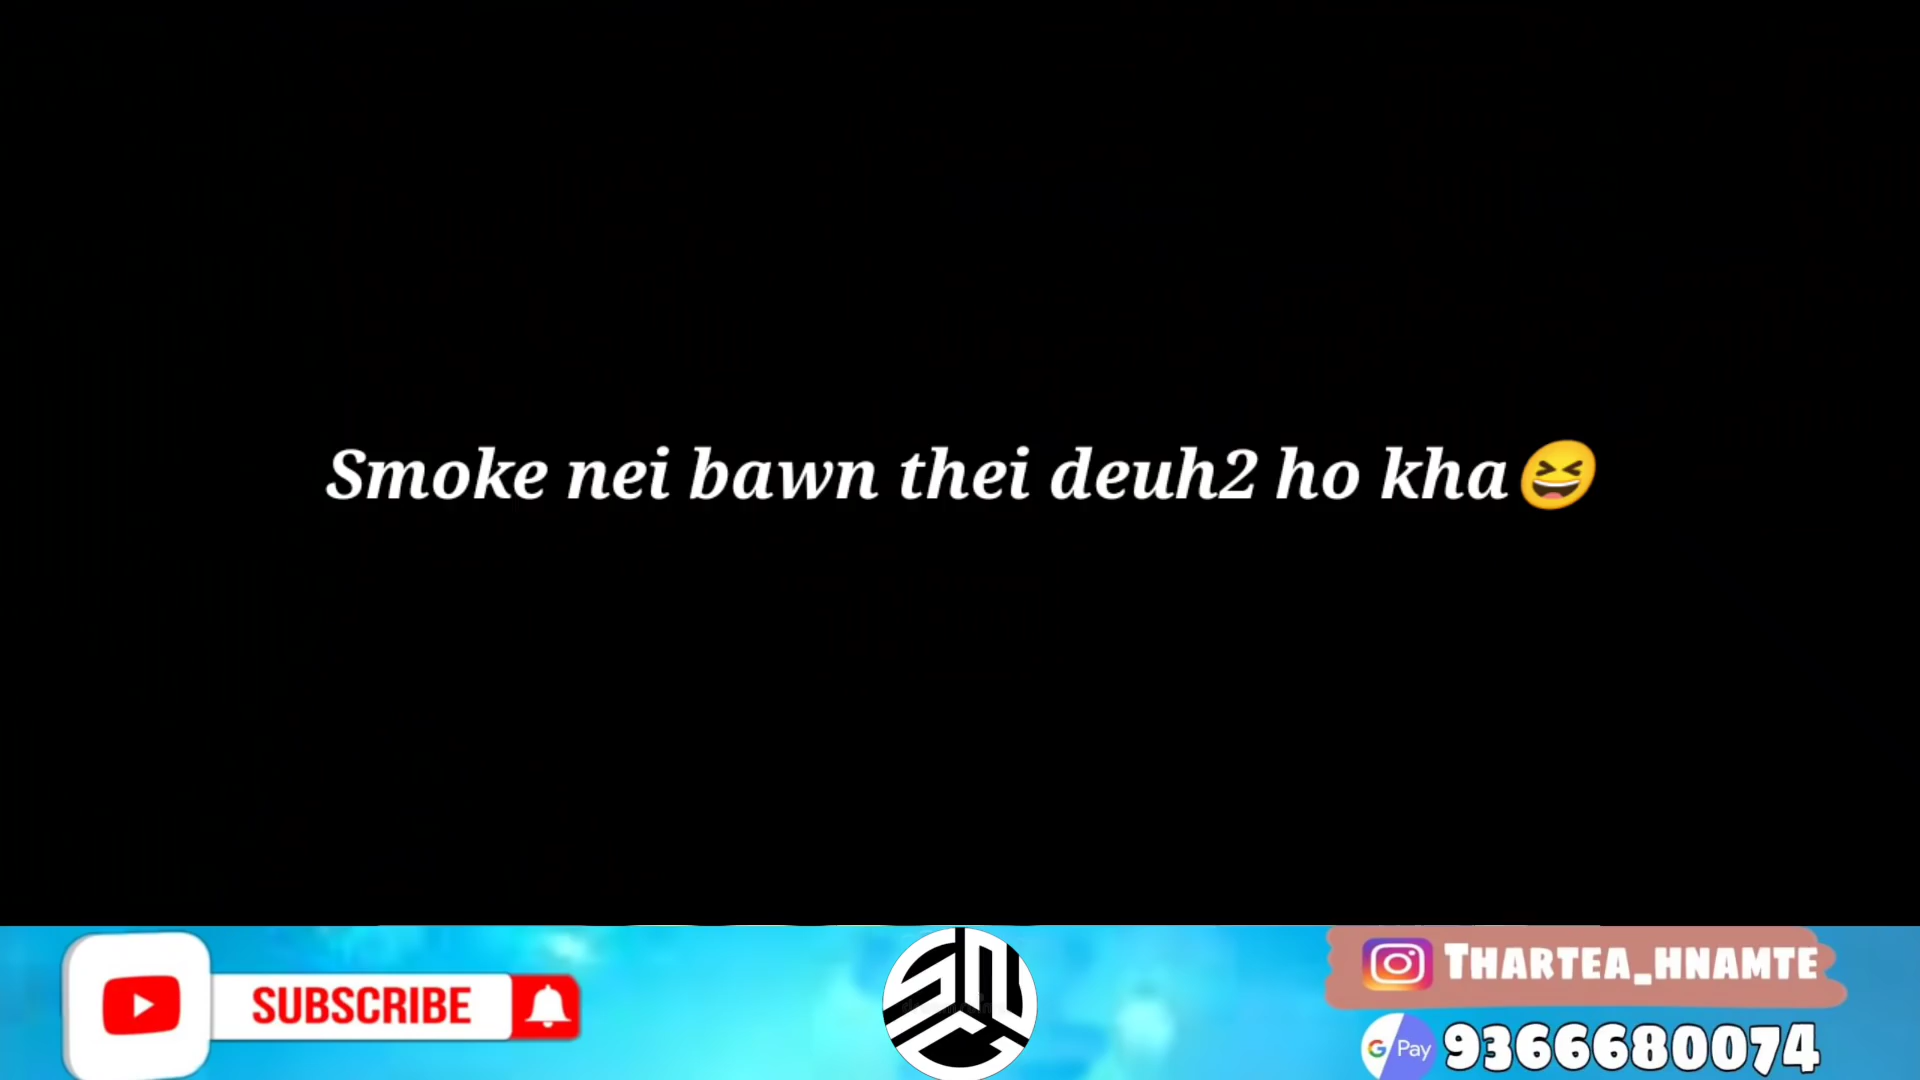 Smoke nei bawn thei deuh2 ho kha😆
SUBSCRIBE
THARTEA_HNAMTE
G Pay 9366680074